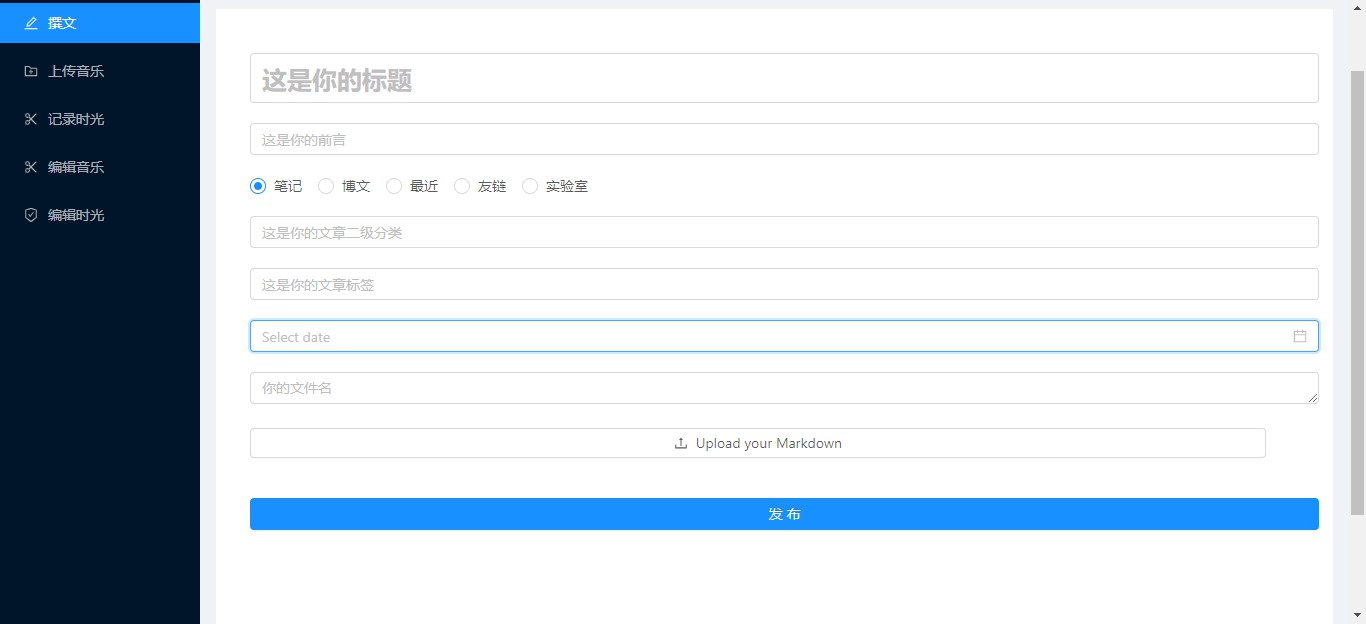 撰文
上传音乐
记录时光
编辑音乐
编辑时光
这是你的标题
这是你的前言
笔记 博文 最近 友链 实验室
这是你的文章二级分类
这是你的文章标签
Select date
你的文件名
Upload your Markdown
发 布